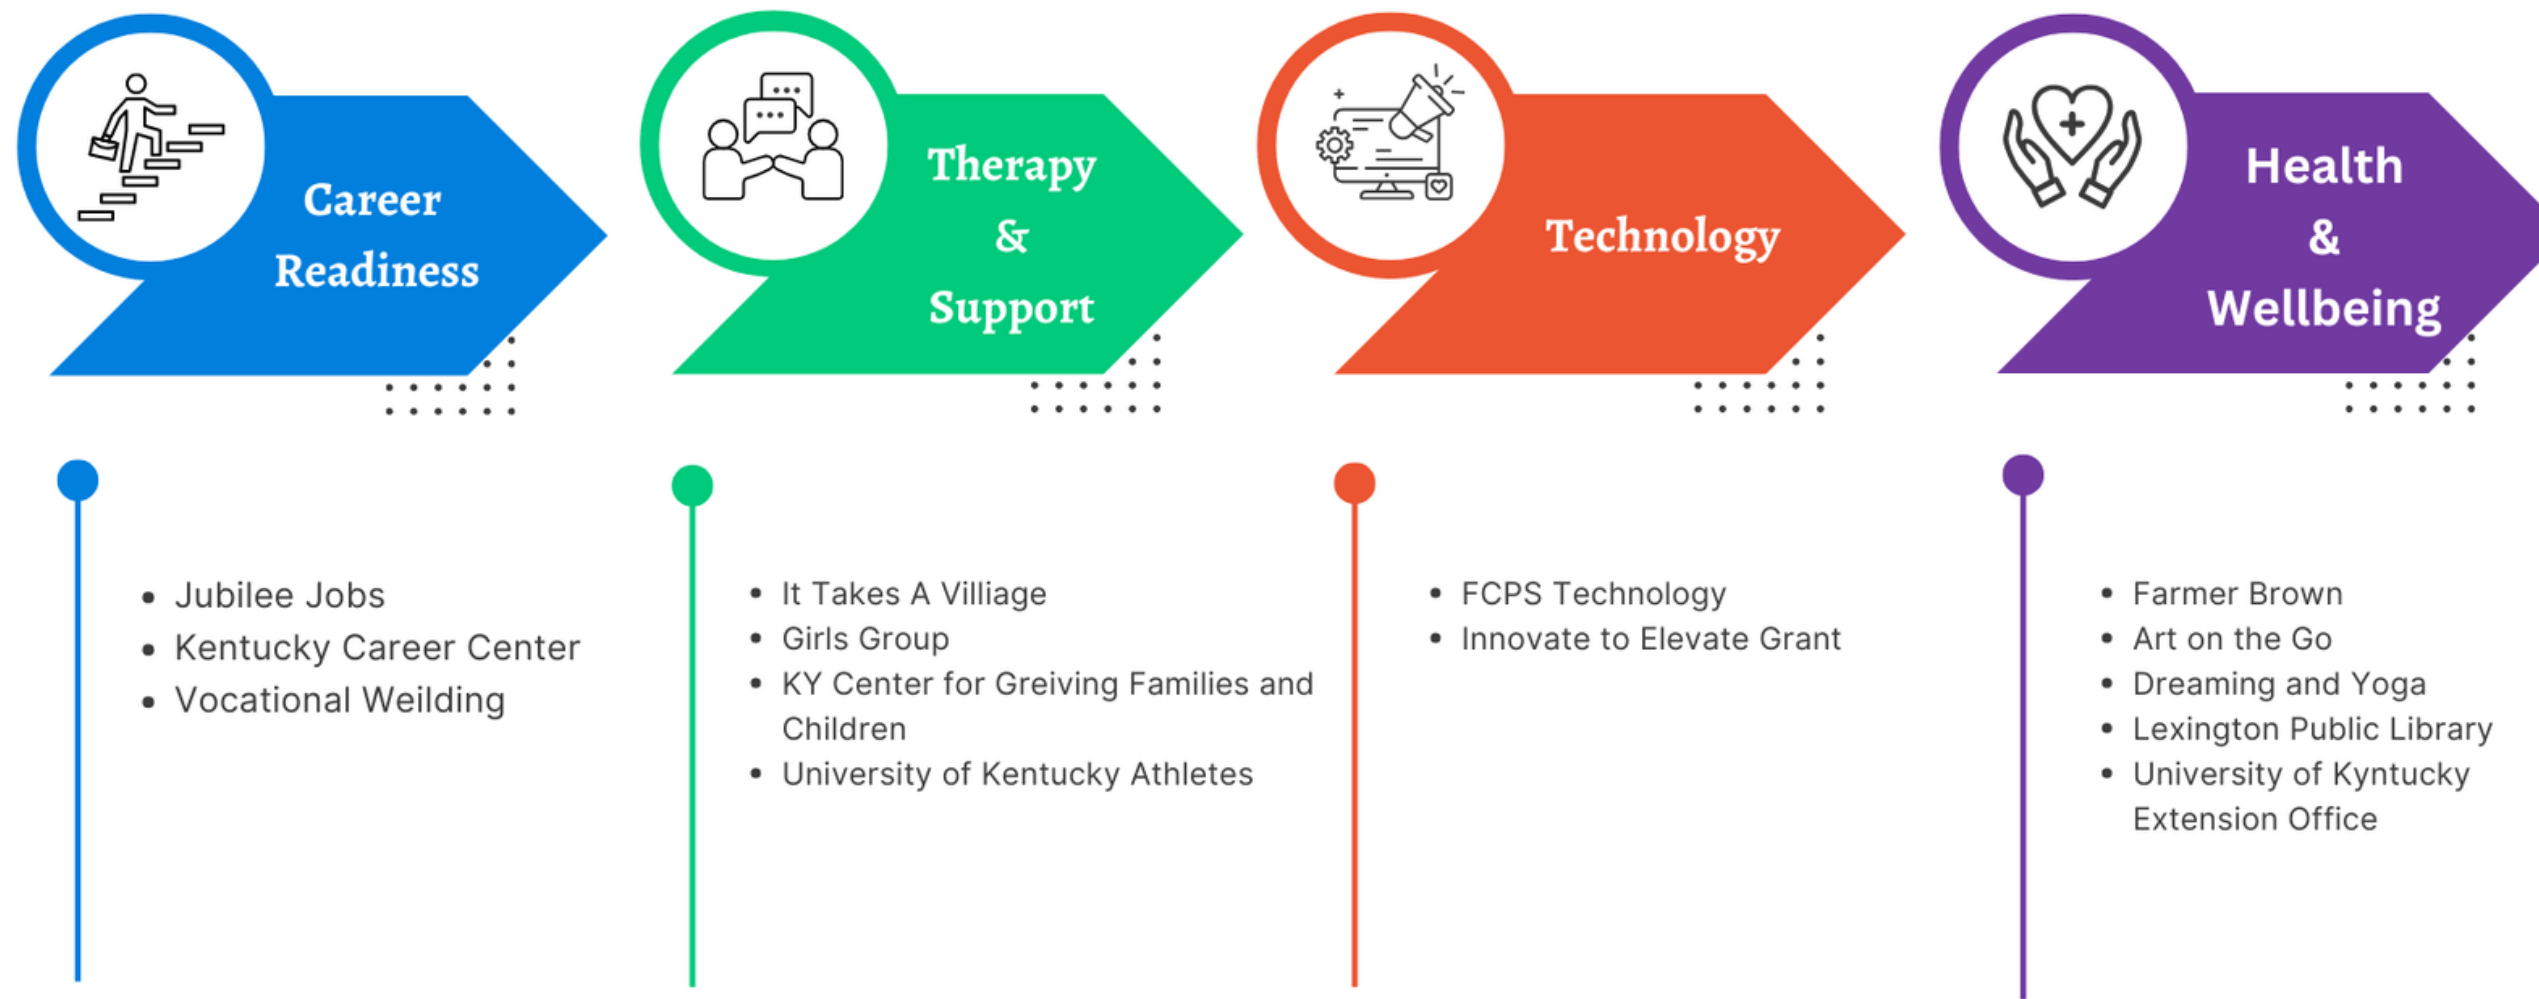 Career
Readiness
Therapy
&
Support
Technology
Health
&
Wellbeing
• Jubilee Jobs
• Kentucky Career Center
• Vocational Weilding
• It Takes A Villiage
• Girls Group
• KY Center for Greiving Families and
Children
• University of Kentucky Athletes
• FCPS Technology
• Innovate to Elevate Grant
• Farmer Brown
• Art on the Go
• Dreaming and Yoga
• Lexington Public Library
• University of Kyntucky
Extension Office